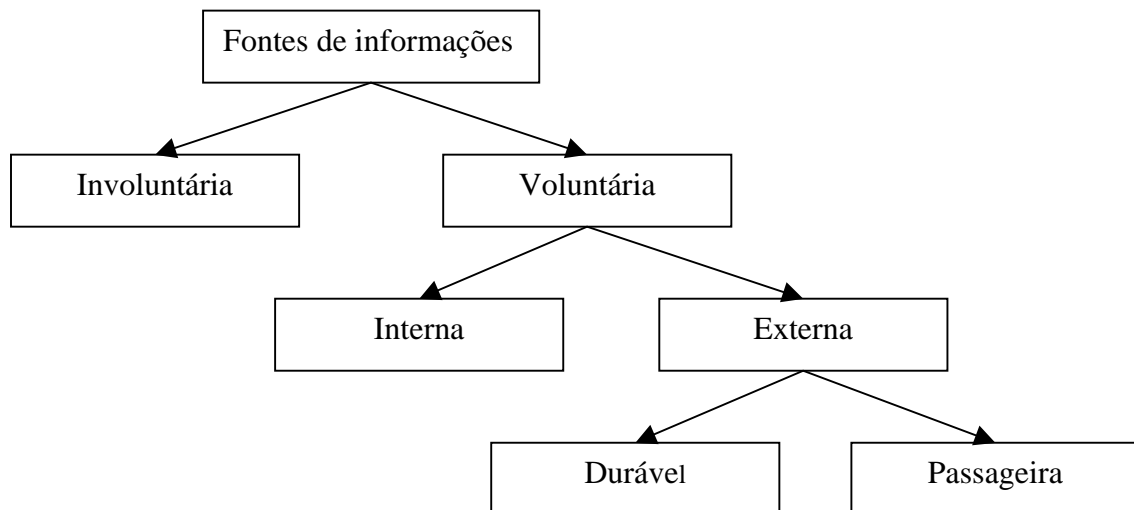 Fontes de informações
Involuntária
Voluntária
Interna
Externa
Durável
Passageira